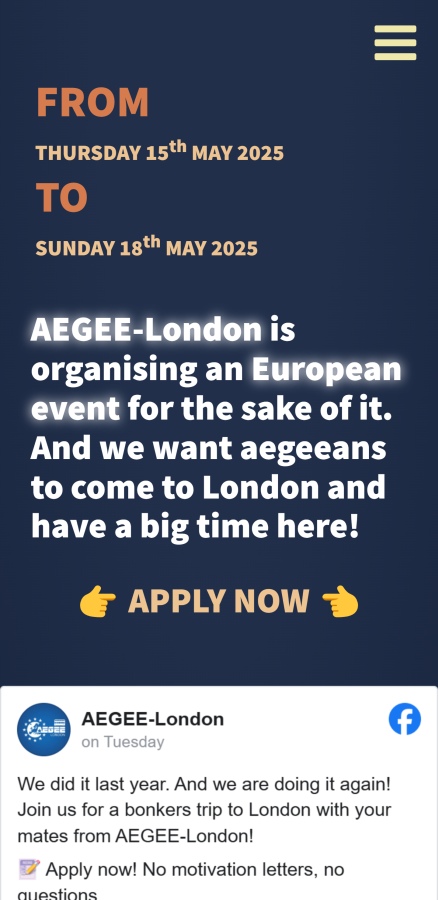 FROM
THURSDAY 15th MAY 2025
TO
SUNDAY 18th MAY 2025
AEGEE-London is
organising an European
event for the sake of it.
And we want aegeeans
to come to London and
have a big time here!
👉 APPLY NOW 👈
AEGEE-London
on Tuesday
AEGEE
We did it last year. And we are doing it again!
Join us for a bonkers trip to London with your
mates from AEGEE-London!
📝 Apply now! No motivation letters, no
questions